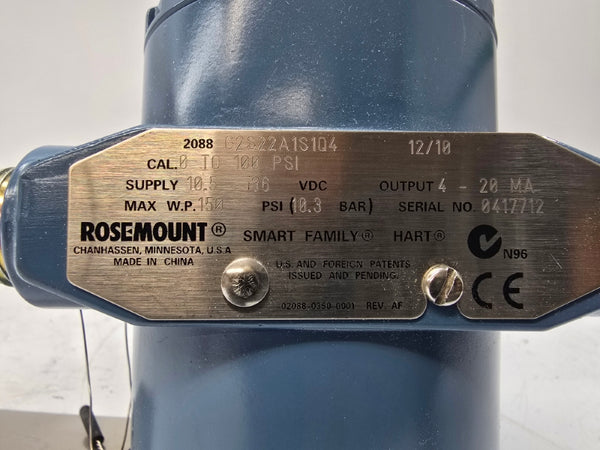 2088 G2S22A1S1Q4 12/10
CAL. 0 TO 100 PSI
SUPPLY 10.5 - 36 VDC OUTPUT 4 - 20 MA
MAX W.P. 150 PSI (10.3 BAR) SERIAL NO. 0417712
ROSEMOUNT® SMART FAMILY® HART®
CHANHASSEN, MINNESOTA, U.S.A
MADE IN CHINA
U.S. AND FOREIGN PATENTS
ISSUED AND PENDING.
N96
CE
02088-0350-0001 REV. AF